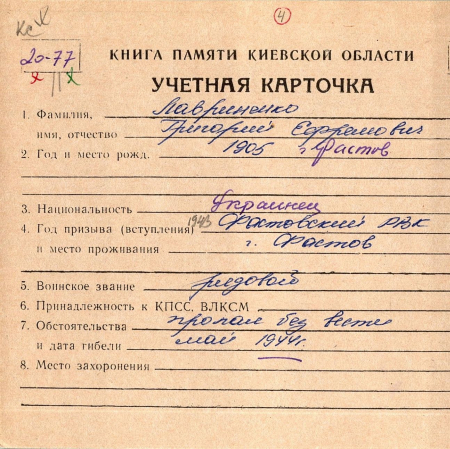 4
КС
20-77
КНИГА ПАМЯТИ КИЕВСКОЙ ОБЛАСТИ
УЧЕТНАЯ КАРТОЧКА
1. Фамилия, Лавриненко
имя, отчество Григорий Ефремович
2. Год и место рожд. 1905 г. Фастов
3. Национальность Украинец
4. Год призыва (вступления) 1943 Фастовский РВК
и место проживания г. Фастов
5. Воинское звание рядовой
6. Принадлежность к КПСС, ВЛКСМ
7. Обстоятельства пропал без вести
и дата гибели май 1944г.
8. Место захоронения